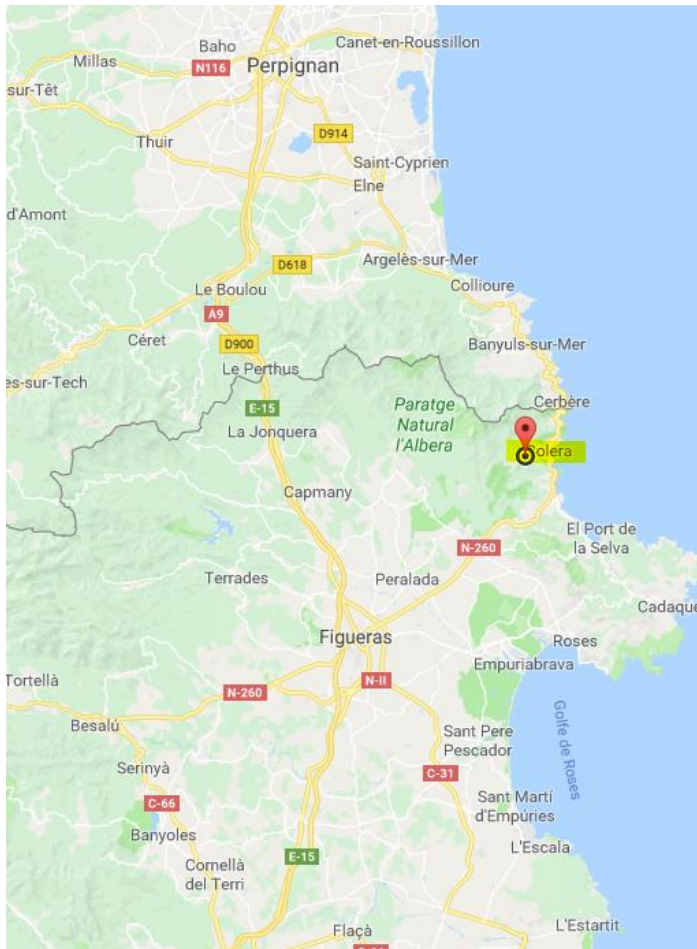 Baho
Canet-en-Roussillon
Millas
N116
Perpignan
sur-Têt
D914
Thuir
Saint-Cyprien
Elne
d'Amont
D618
Argelès-sur-Mer
Le Boulou
Collioure
A9
Céret
D900
Banyuls-sur-Mer
Le Perthus
es-sur-Tech
Cerbère
E-15
Paratge
Natural
l'Albera
La Jonquera
Solera
Capmany
El Port de
la Selva
N-260
Terrades
Peralada
Cadaque
Figueras
Roses
Empuriabrava
Tortellà
N-II
N-260
Golfe de Roses
Besalú
Sant Pere
Pescador
Serinyà
C-31
C-66
Sant Martí
d'Empúries
Banyoles
L'Escala
E-15
Cornellà
del Terri
Flaçà
L'Estartit